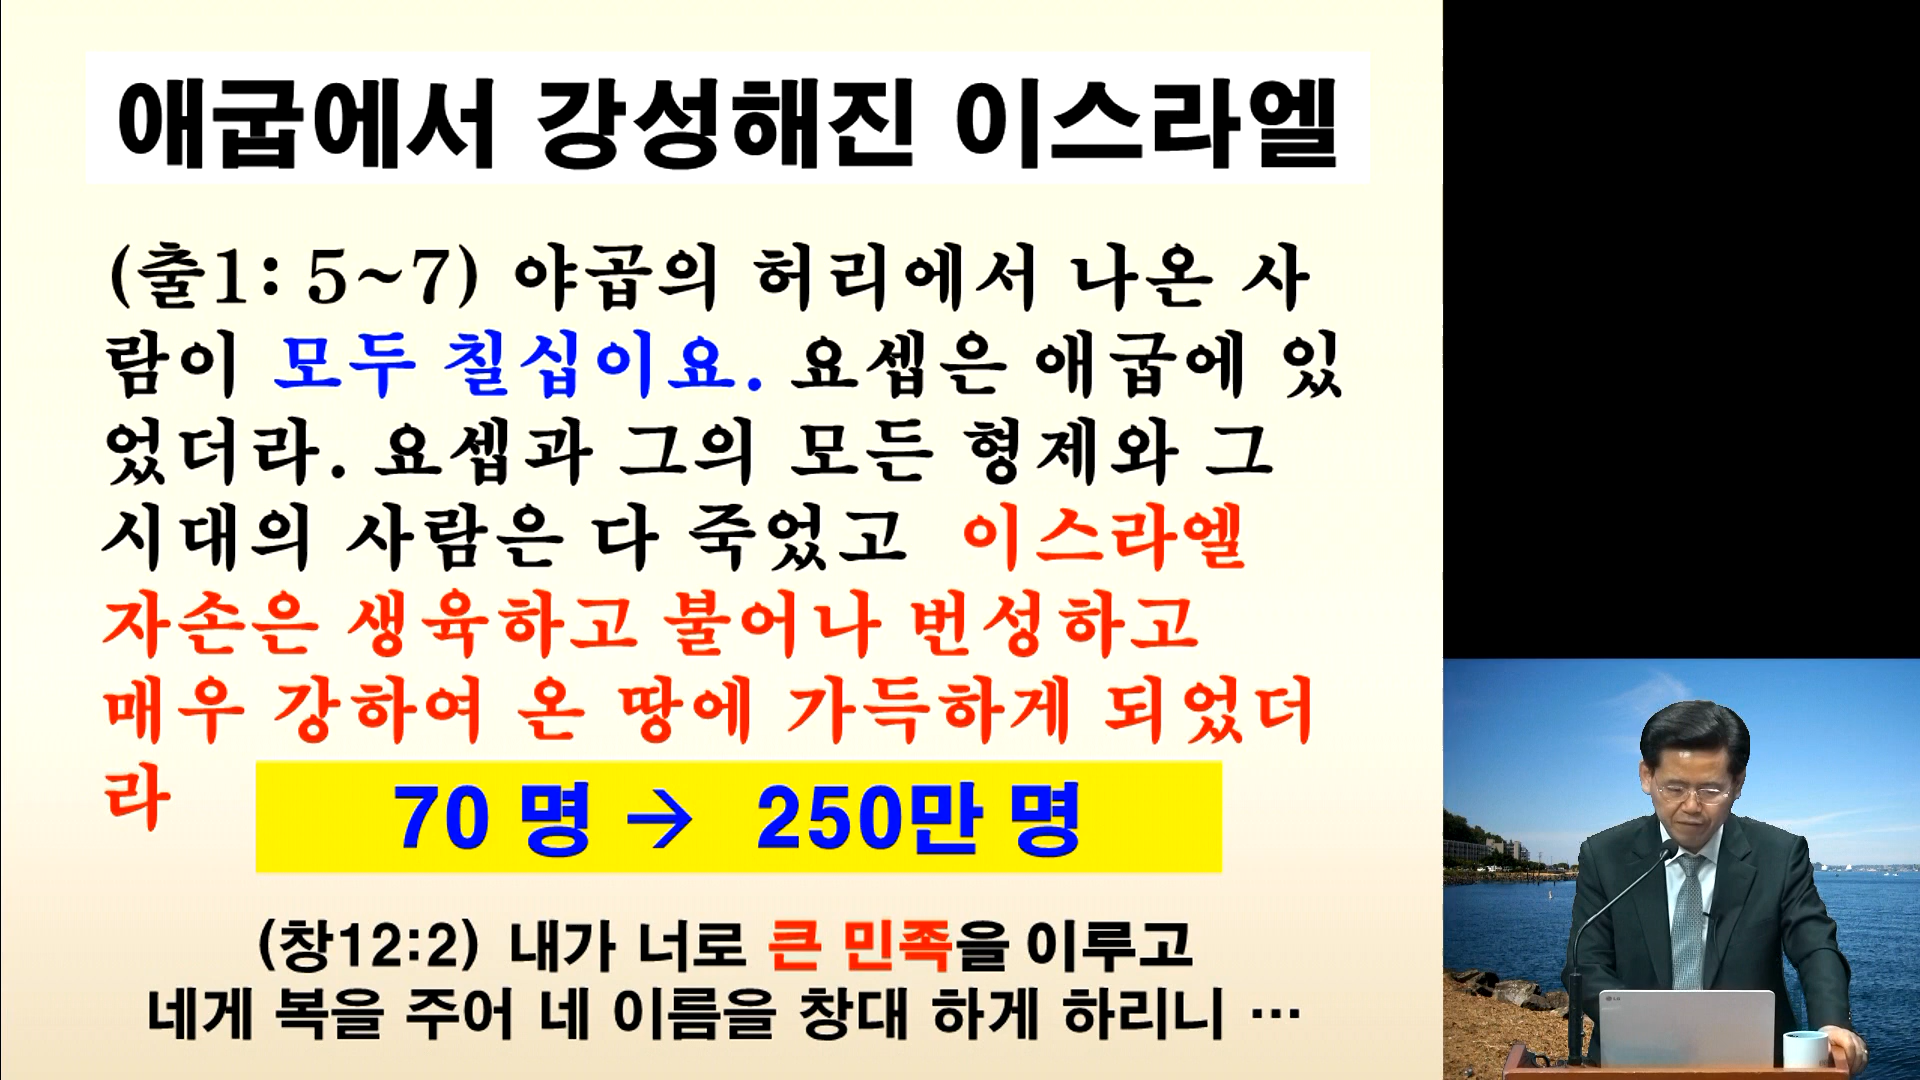 애굽에서 강성해진 이스라엘
(출1: 5~7) 야곱의 허리에서 나온 사
람이 모두 칠십이요. 요셉은 애굽에 있
었더라. 요셉과 그의 모든 형제와 그
시대의 사람은 다 죽었고 이스라엘
자손은 생육하고 불어나 번성하고
매우 강하여 온 땅에 가득하게 되었더
라
70 명 → 250만 명
(창12:2) 내가 너로 큰 민족을 이루고
네게 복을 주어 네 이름을 창대 하게 하리니 …
LG